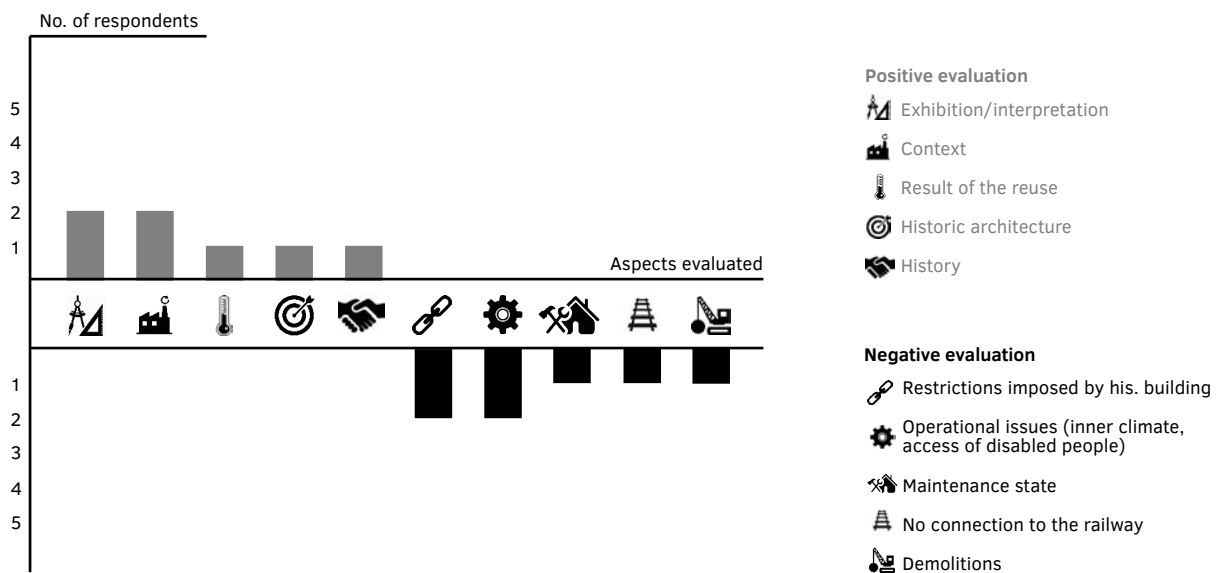 No. of respondents
5
4
3
2
1
Aspects evaluated
1
2
3
4
5
Positive evaluation
Exhibition/interpretation
Context
Result of the reuse
Historic architecture
History
Negative evaluation
Restrictions imposed by his. building
Operational issues (inner climate,
access of disabled people)
Maintenance state
No connection to the railway
Demolitions